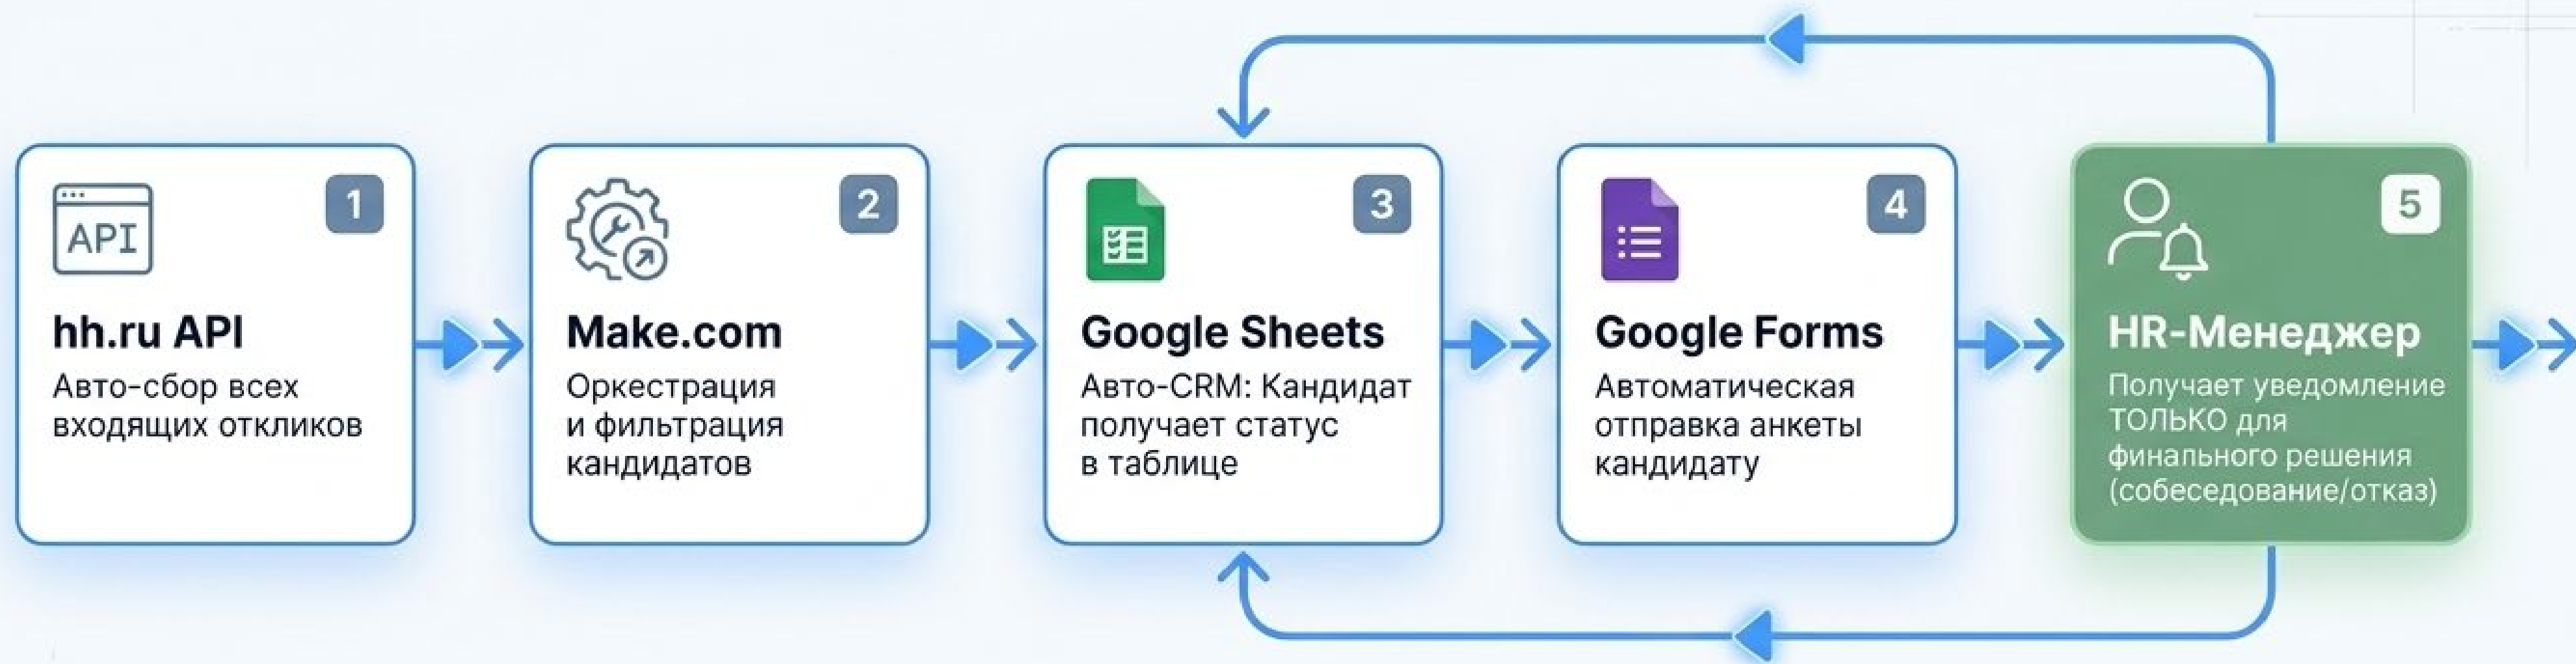 API
1
hh.ru API
Авто-сбор всех
входящих откликов
2
Make.com
Оркестрация
и фильтрация
кандидатов
3
Google Sheets
Авто-CRM: Кандидат
получает статус
в таблице
4
Google Forms
Автоматическая
отправка анкеты
кандидату
5
HR-Менеджер
Получает уведомление
ТОЛЬКО для
финального решения
(собеседование/отказ)